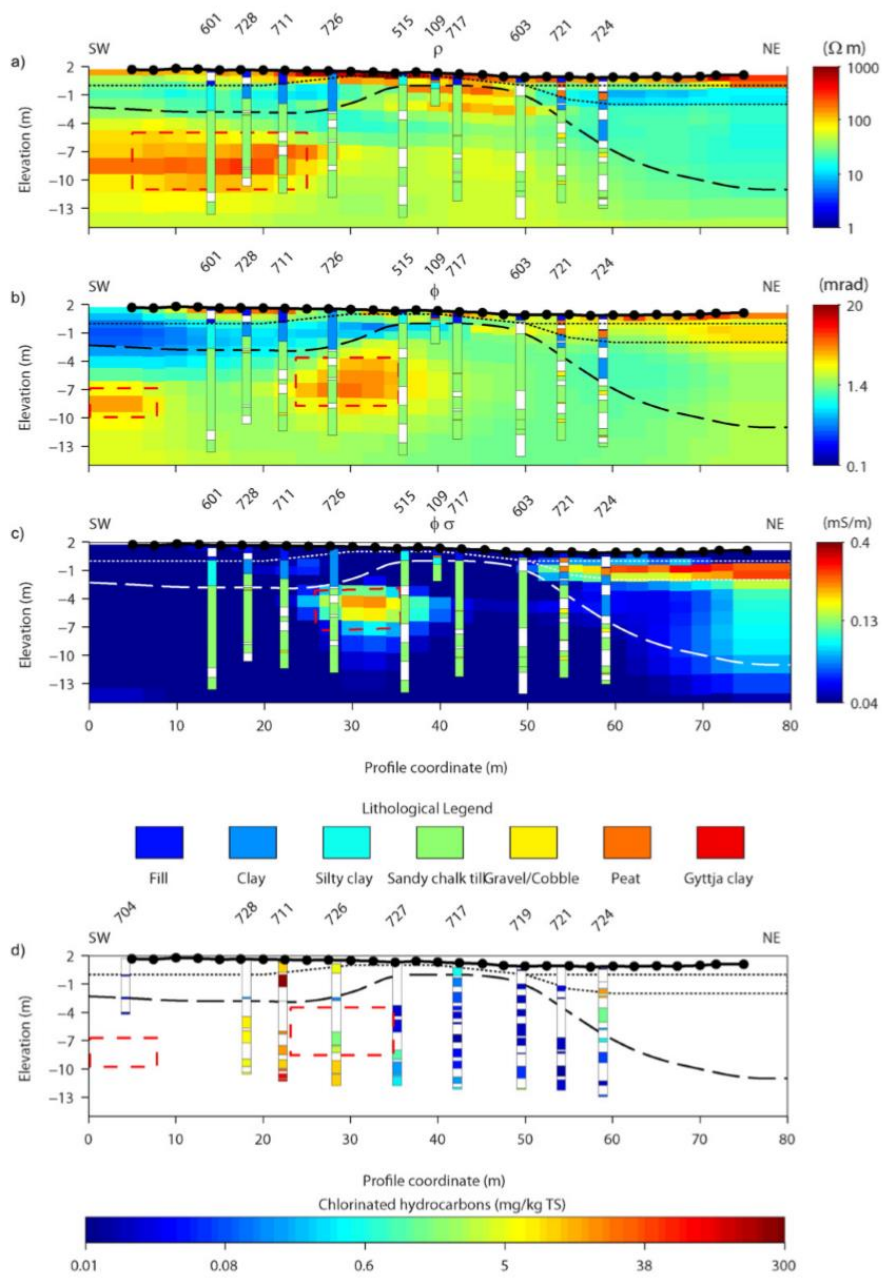 601 728 711 726 515 109 717 603 721 724
a) SW ρ NE (Ω m)
2 1000
-1
-4 100
Elevation (m)
-7
-10 10
-13
1
601 728 711 726 515 109 717 603 721 724
b) SW ϕ NE (mrad)
2 20
-1
-4
Elevation (m)
-7 1.4
-10
-13
0.1
601 728 711 726 515 109 717 603 721 724
c) SW ϕ σ NE (mS/m)
2 0.4
-1
-4
Elevation (m)
-7 0.13
-10
-13
0.04
0 10 20 30 40 50 60 70 80
Profile coordinate (m)
Lithological Legend
Fill Clay Silty clay Sandy chalk till Gravel/Cobble Peat Gyttja clay
704 728 711 726 727 717 719 721 724
d) SW NE
2
-1
-4
Elevation (m)
-7
-10
-13
0 10 20 30 40 50 60 70 80
Profile coordinate (m)
Chlorinated hydrocarbons (mg/kg TS)
0.01 0.08 0.6 5 38 300